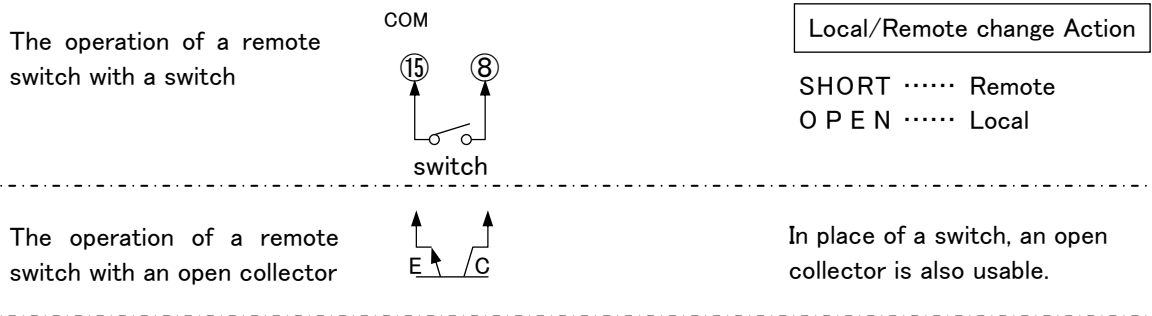 The operation of a remote
switch with a switch
COM
⑮ ⑧
switch
Local/Remote change Action
SHORT ⋯⋯ Remote
O P E N ⋯⋯ Local
The operation of a remote
switch with an open collector
E C
In place of a switch, an open
collector is also usable.